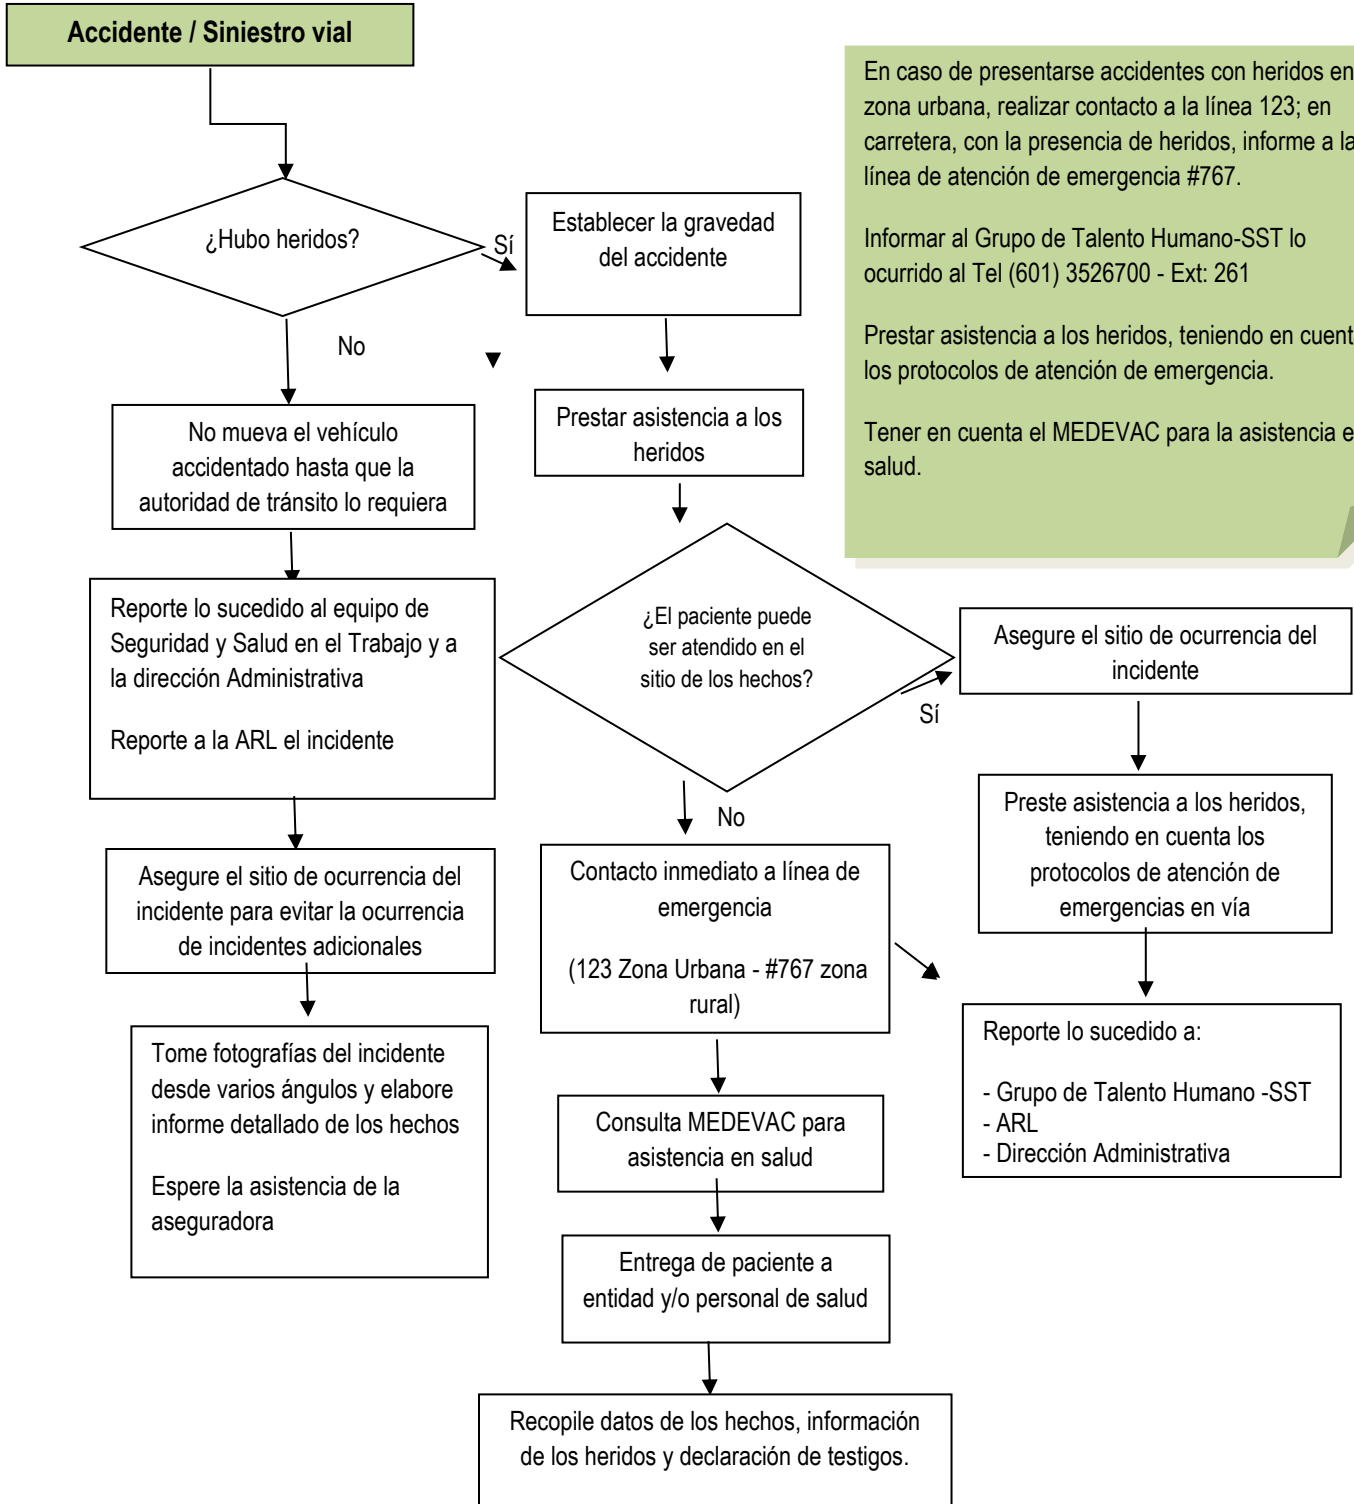 Accidente / Siniestro vial
En caso de presentarse accidentes con heridos en
zona urbana, realizar contacto a la línea 123; en
carretera, con la presencia de heridos, informe a la
línea de atención de emergencia #767.
Informar al Grupo de Talento Humano-SST lo
ocurrido al Tel (601) 3526700 - Ext: 261
Prestar asistencia a los heridos, teniendo en cuent
los protocolos de atención de emergencia.
Tener en cuenta el MEDEVAC para la asistencia e
salud.
¿Hubo heridos?
Sí
Establecer la gravedad
del accidente
No
No mueva el vehículo
accidentado hasta que la
autoridad de tránsito lo requiera
Prestar asistencia a los
heridos
Reporte lo sucedido al equipo de
Seguridad y Salud en el Trabajo y a
la dirección Administrativa
Reporte a la ARL el incidente
¿El paciente puede
ser atendido en el
sitio de los hechos?
Sí
Asegure el sitio de ocurrencia del
incidente
No
Preste asistencia a los heridos,
teniendo en cuenta los
protocolos de atención de
emergencias en vía
Asegure el sitio de ocurrencia del
incidente para evitar la ocurrencia
de incidentes adicionales
Contacto inmediato a línea de
emergencia
(123 Zona Urbana - #767 zona
rural)
Reporte lo sucedido a:
- Grupo de Talento Humano -SST
- ARL
- Dirección Administrativa
Tome fotografías del incidente
desde varios ángulos y elabore
informe detallado de los hechos
Espere la asistencia de la
aseguradora
Consulta MEDEVAC para
asistencia en salud
Entrega de paciente a
entidad y/o personal de salud
Recopile datos de los hechos, información
de los heridos y declaración de testigos.